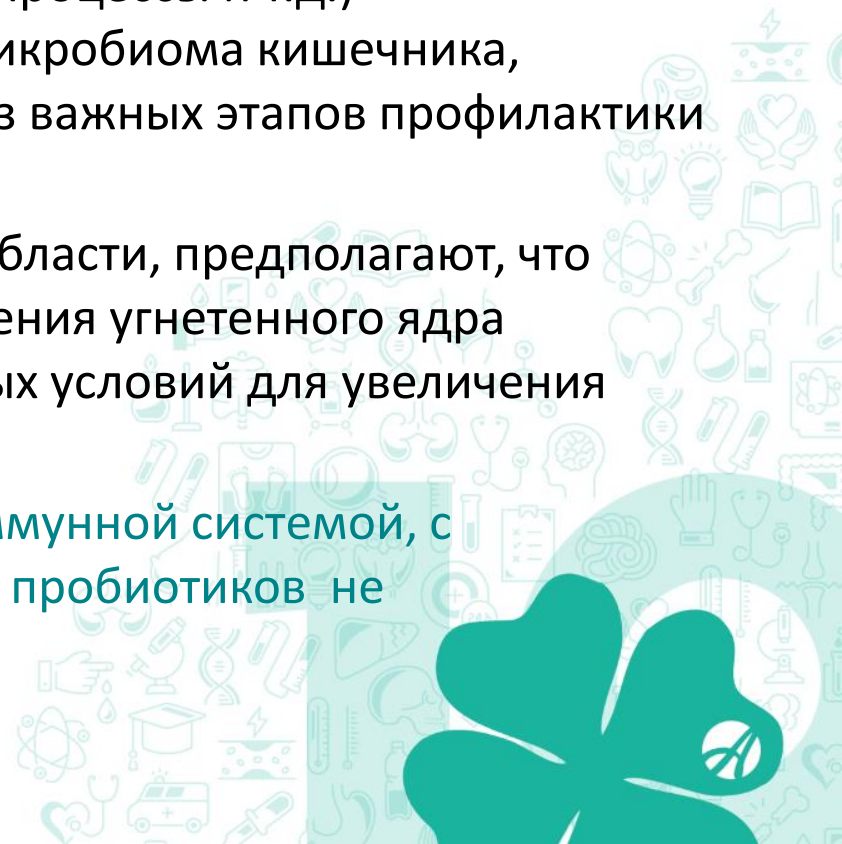 икробиома кишечника,
з важных этапов профилактики
бласти, предполагают, что
ения угнетенного ядра
ых условий для увеличения
ммунной системой, с
пробиотиков не